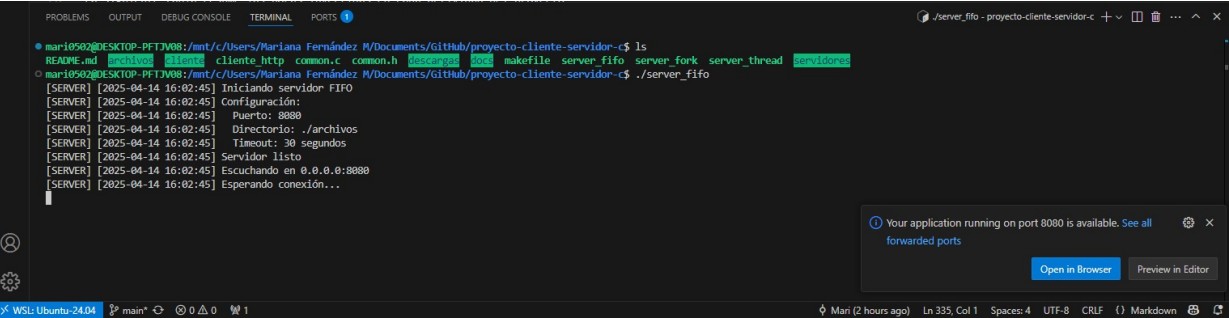 PROBLEMS OUTPUT DEBUG CONSOLE TERMINAL PORTS 1
./server_fifo - proyecto-cliente-servidor-c
mari0502@DESKTOP-PFTJV08:/mnt/c/Users/Mariana Fernández M/Documents/GitHub/proyecto-cliente-servidor-c$ ls
README.md archivos cliente cliente_http common.c common.h descargas docs makefile server_fifo server_fork server_thread servidores
mari0502@DESKTOP-PFTJV08:/mnt/c/Users/Mariana Fernández M/Documents/GitHub/proyecto-cliente-servidor-c$ ./server_fifo
[SERVER] [2025-04-14 16:02:45] Iniciando servidor FIFO
[SERVER] [2025-04-14 16:02:45] Configuración:
[SERVER] [2025-04-14 16:02:45] Puerto: 8080
[SERVER] [2025-04-14 16:02:45] Directorio: ./archivos
[SERVER] [2025-04-14 16:02:45] Timeout: 30 segundos
[SERVER] [2025-04-14 16:02:45] Servidor listo
[SERVER] [2025-04-14 16:02:45] Escuchando en 0.0.0.0:8080
[SERVER] [2025-04-14 16:02:45] Esperando conexión...
Your application running on port 8080 is available. See all
forwarded ports
Open in Browser Preview in Editor
WSL: Ubuntu-24.04 main* 0 0 1 Mari (2 hours ago) Ln 335, Col 1 Spaces: 4 UTF-8 CRLF {} Markdown